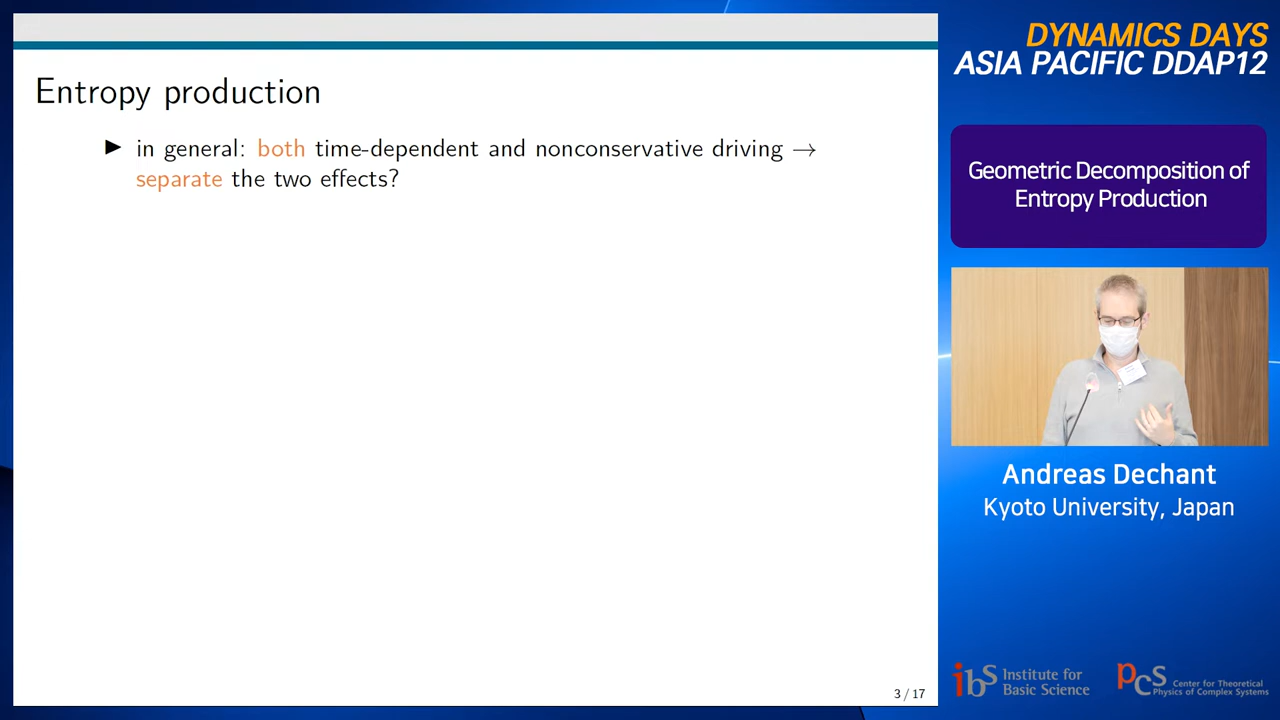 Entropy production
▶ in general: both time-dependent and nonconservative driving →
separate the two effects?
3 / 17
DYNAMICS DAYS
ASIA PACIFIC DDAP12
Geometric Decomposition of
Entropy Production
Andreas Dechant
Kyoto University, Japan
ibs Institute for
Basic Science
pcs Center for Theoretical
Physics of Complex Systems